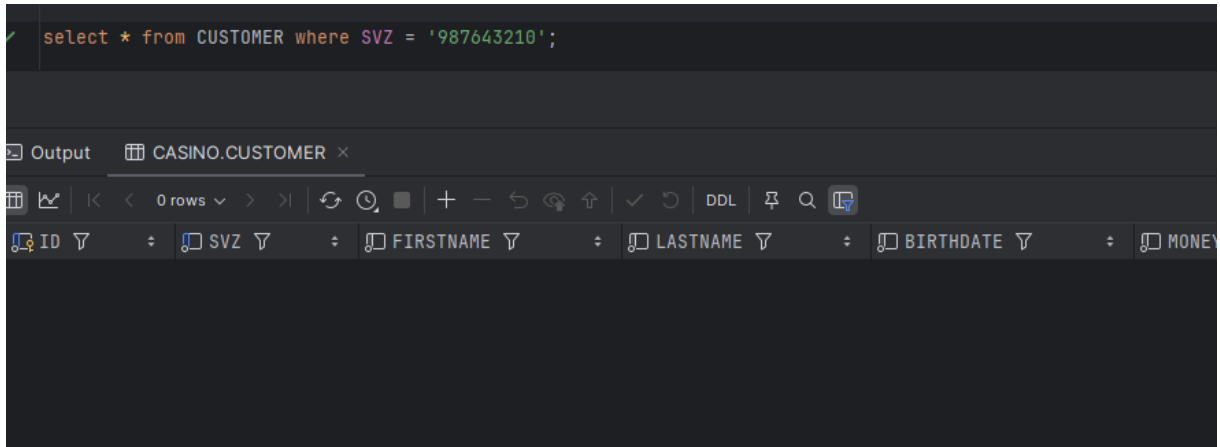 select * from CUSTOMER where SVZ = '987643210';
Output CASINO.CUSTOMER
0 rows DDL
ID SVZ FIRSTNAME LASTNAME BIRTHDATE MONEY